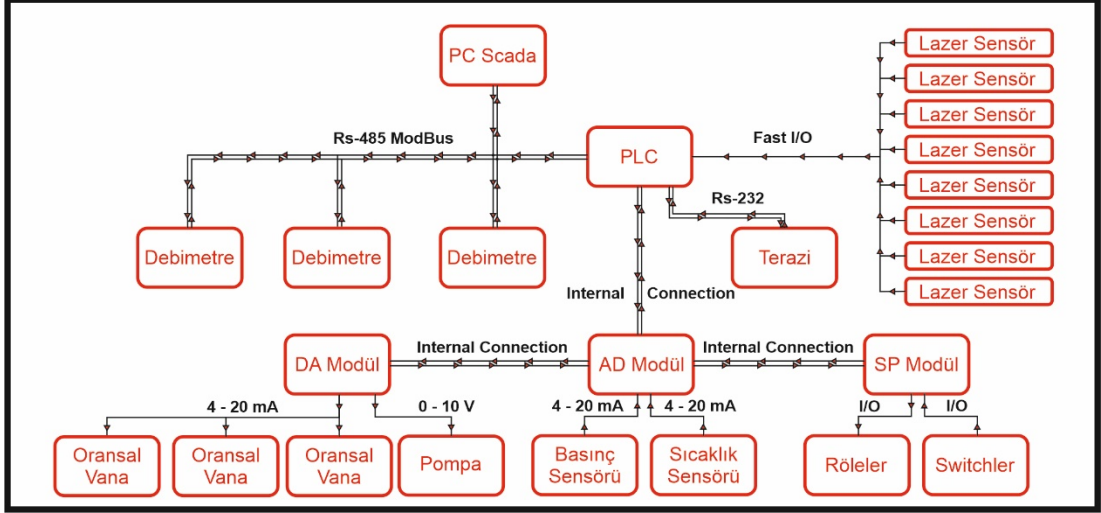 PC Scada
Lazer Sensör
Lazer Sensör
Lazer Sensör
Lazer Sensör
Lazer Sensör
Lazer Sensör
Lazer Sensör
Lazer Sensör
Rs-485 ModBus
PLC
Fast I/O
Rs-232
Debimetre
Debimetre
Debimetre
Terazi
Internal Connection
DA Modül
Internal Connection
AD Modül
Internal Connection
SP Modül
4 - 20 mA
0 - 10 V
4 - 20 mA
4 - 20 mA
I/O
I/O
Oransal
Vana
Oransal
Vana
Oransal
Vana
Pompa
Basınç
Sensörü
Sıcaklık
Sensörü
Röleler
Switchler